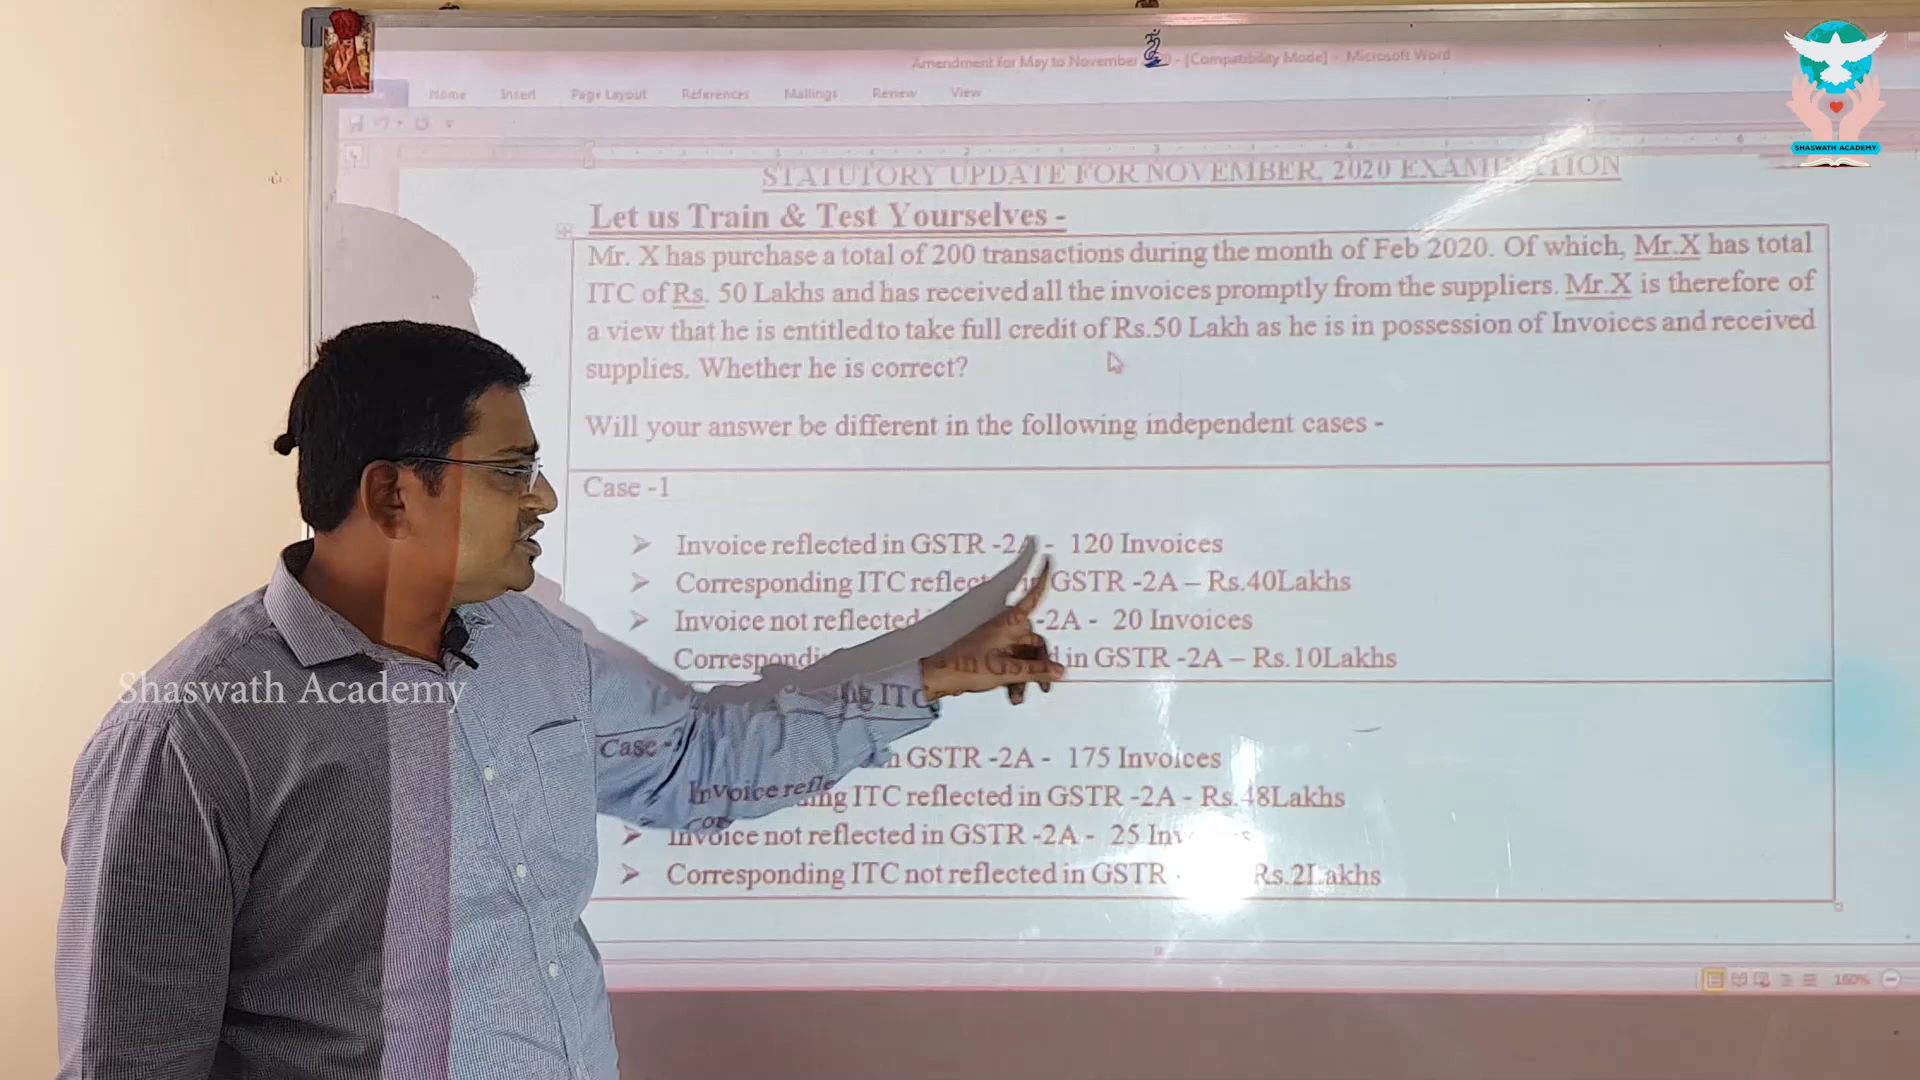 Amendment for May to November - [Compatibility Mode] - Microsoft Word
SHASWATH ACADEMY
Home Insert Page Layout References Mailings Review View
STATUTORY UPDATE FOR NOVEMBER, 2020 EXAMINATION
Let us Train & Test Yourselves -
Mr. X has purchase a total of 200 transactions during the month of Feb 2020. Of which, Mr.X has total
ITC of Rs. 50 Lakhs and has received all the invoices promptly from the suppliers. Mr.X is therefore of
a view that he is entitled to take full credit of Rs.50 Lakh as he is in possession of Invoices and received
supplies. Whether he is correct?
Will your answer be different in the following independent cases -
Case -1
➤ Invoice reflected in GSTR -2A - 120 Invoices
➤ Corresponding ITC reflected in GSTR -2A – Rs.40Lakhs
➤ Invoice not reflected -2A - 20 Invoices
in GSTR -2A – Rs.10Lakhs
Shaswath Academy
Case -2
in GSTR -2A - 175 Invoices
ITC reflected in GSTR -2A - Rs.48Lakhs
➤ Invoice not reflected in GSTR -2A - 25
➤ Corresponding ITC not reflected in GSTR - Rs.2Lakhs
160%